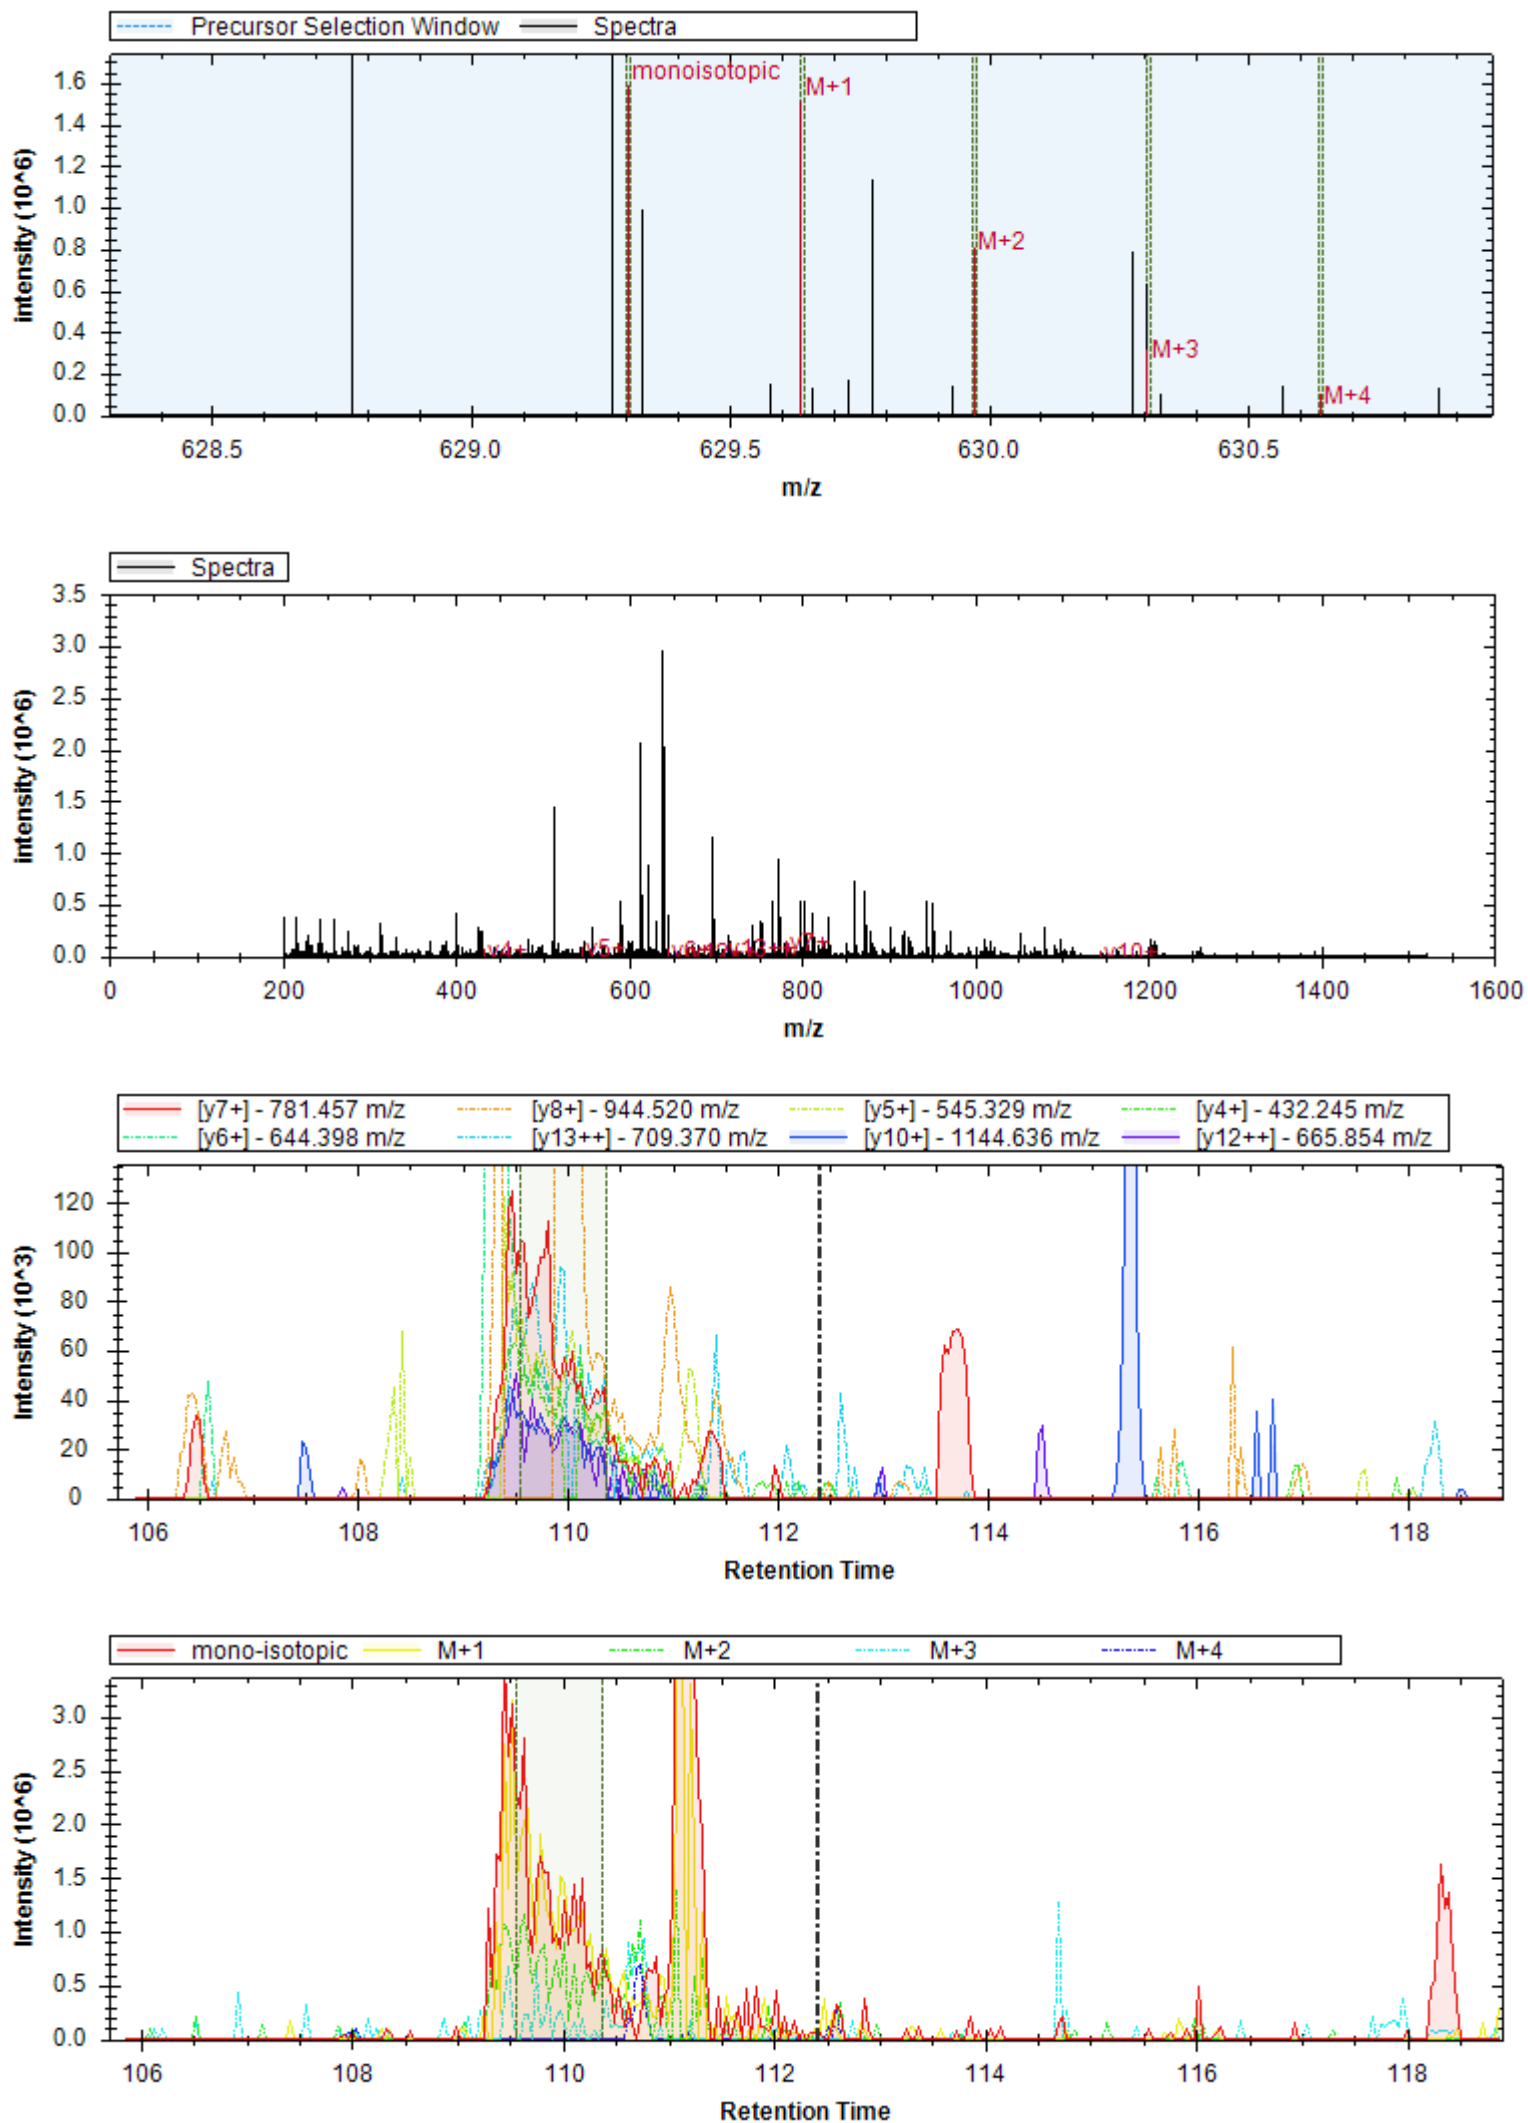 Precursor Selection Window Spectra
intensity (10^6)
1.6
1.4
1.2
1.0
0.8
0.6
0.4
0.2
0.0
monoisotopic
M+1
M+2
M+3
M+4
628.5 629.0 629.5 630.0 630.5
m/z
Spectra
intensity (10^6)
3.5
3.0
2.5
2.0
1.5
1.0
0.5
0.0
y4+ y5+ y7+ y10+
0 200 400 600 800 1000 1200 1400 1600
m/z
[y7+] - 781.457 m/z [y8+] - 944.520 m/z [y5+] - 545.329 m/z [y4+] - 432.245 m/z
[y6+] - 644.398 m/z [y13++] - 709.370 m/z [y10+] - 1144.636 m/z [y12++] - 665.854 m/z
Intensity (10^3)
120
100
80
60
40
20
0
106 108 110 112 114 116 118
Retention Time
mono-isotopic M+1 M+2 M+3 M+4
Intensity (10^6)
3.0
2.5
2.0
1.5
1.0
0.5
0.0
106 108 110 112 114 116 118
Retention Time